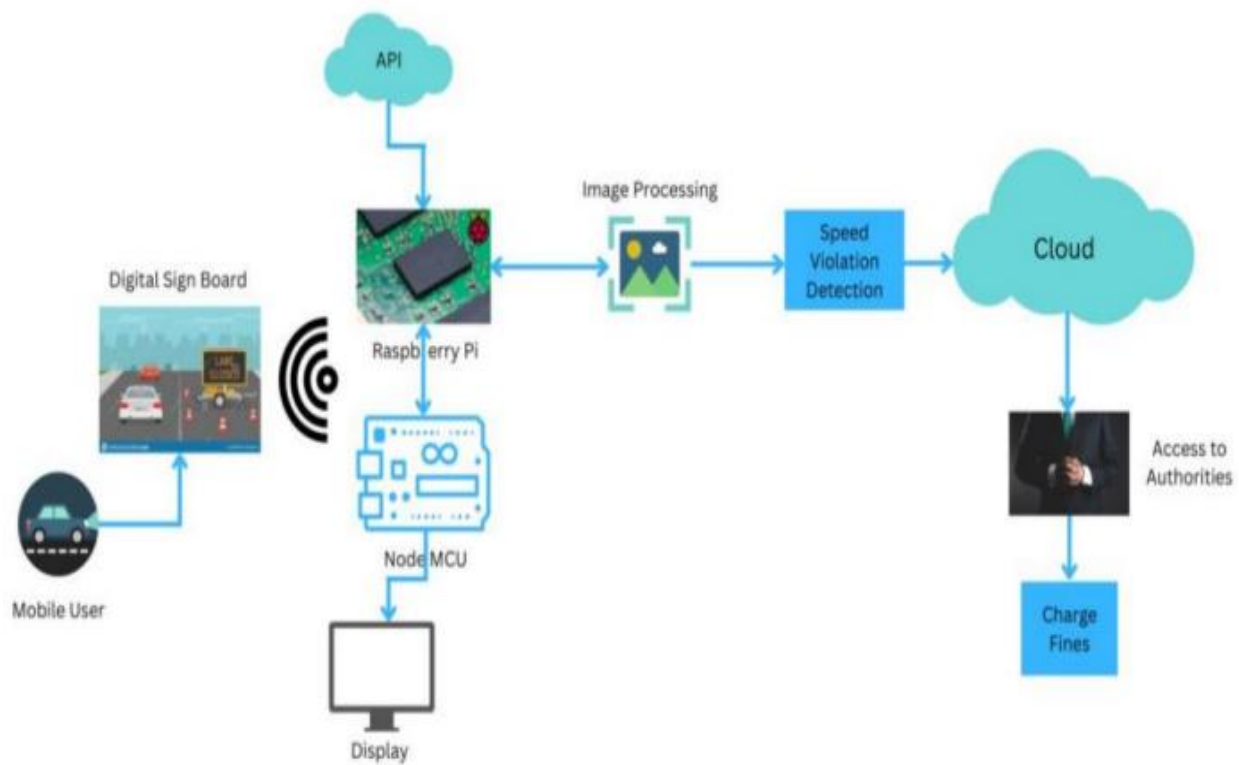 API
Image Processing
Speed
Violation
Detection
Cloud
Digital Sign Board
Raspberry Pi
Access to
Authorities
Node MCU
Mobile User
Charge
Fines
Display